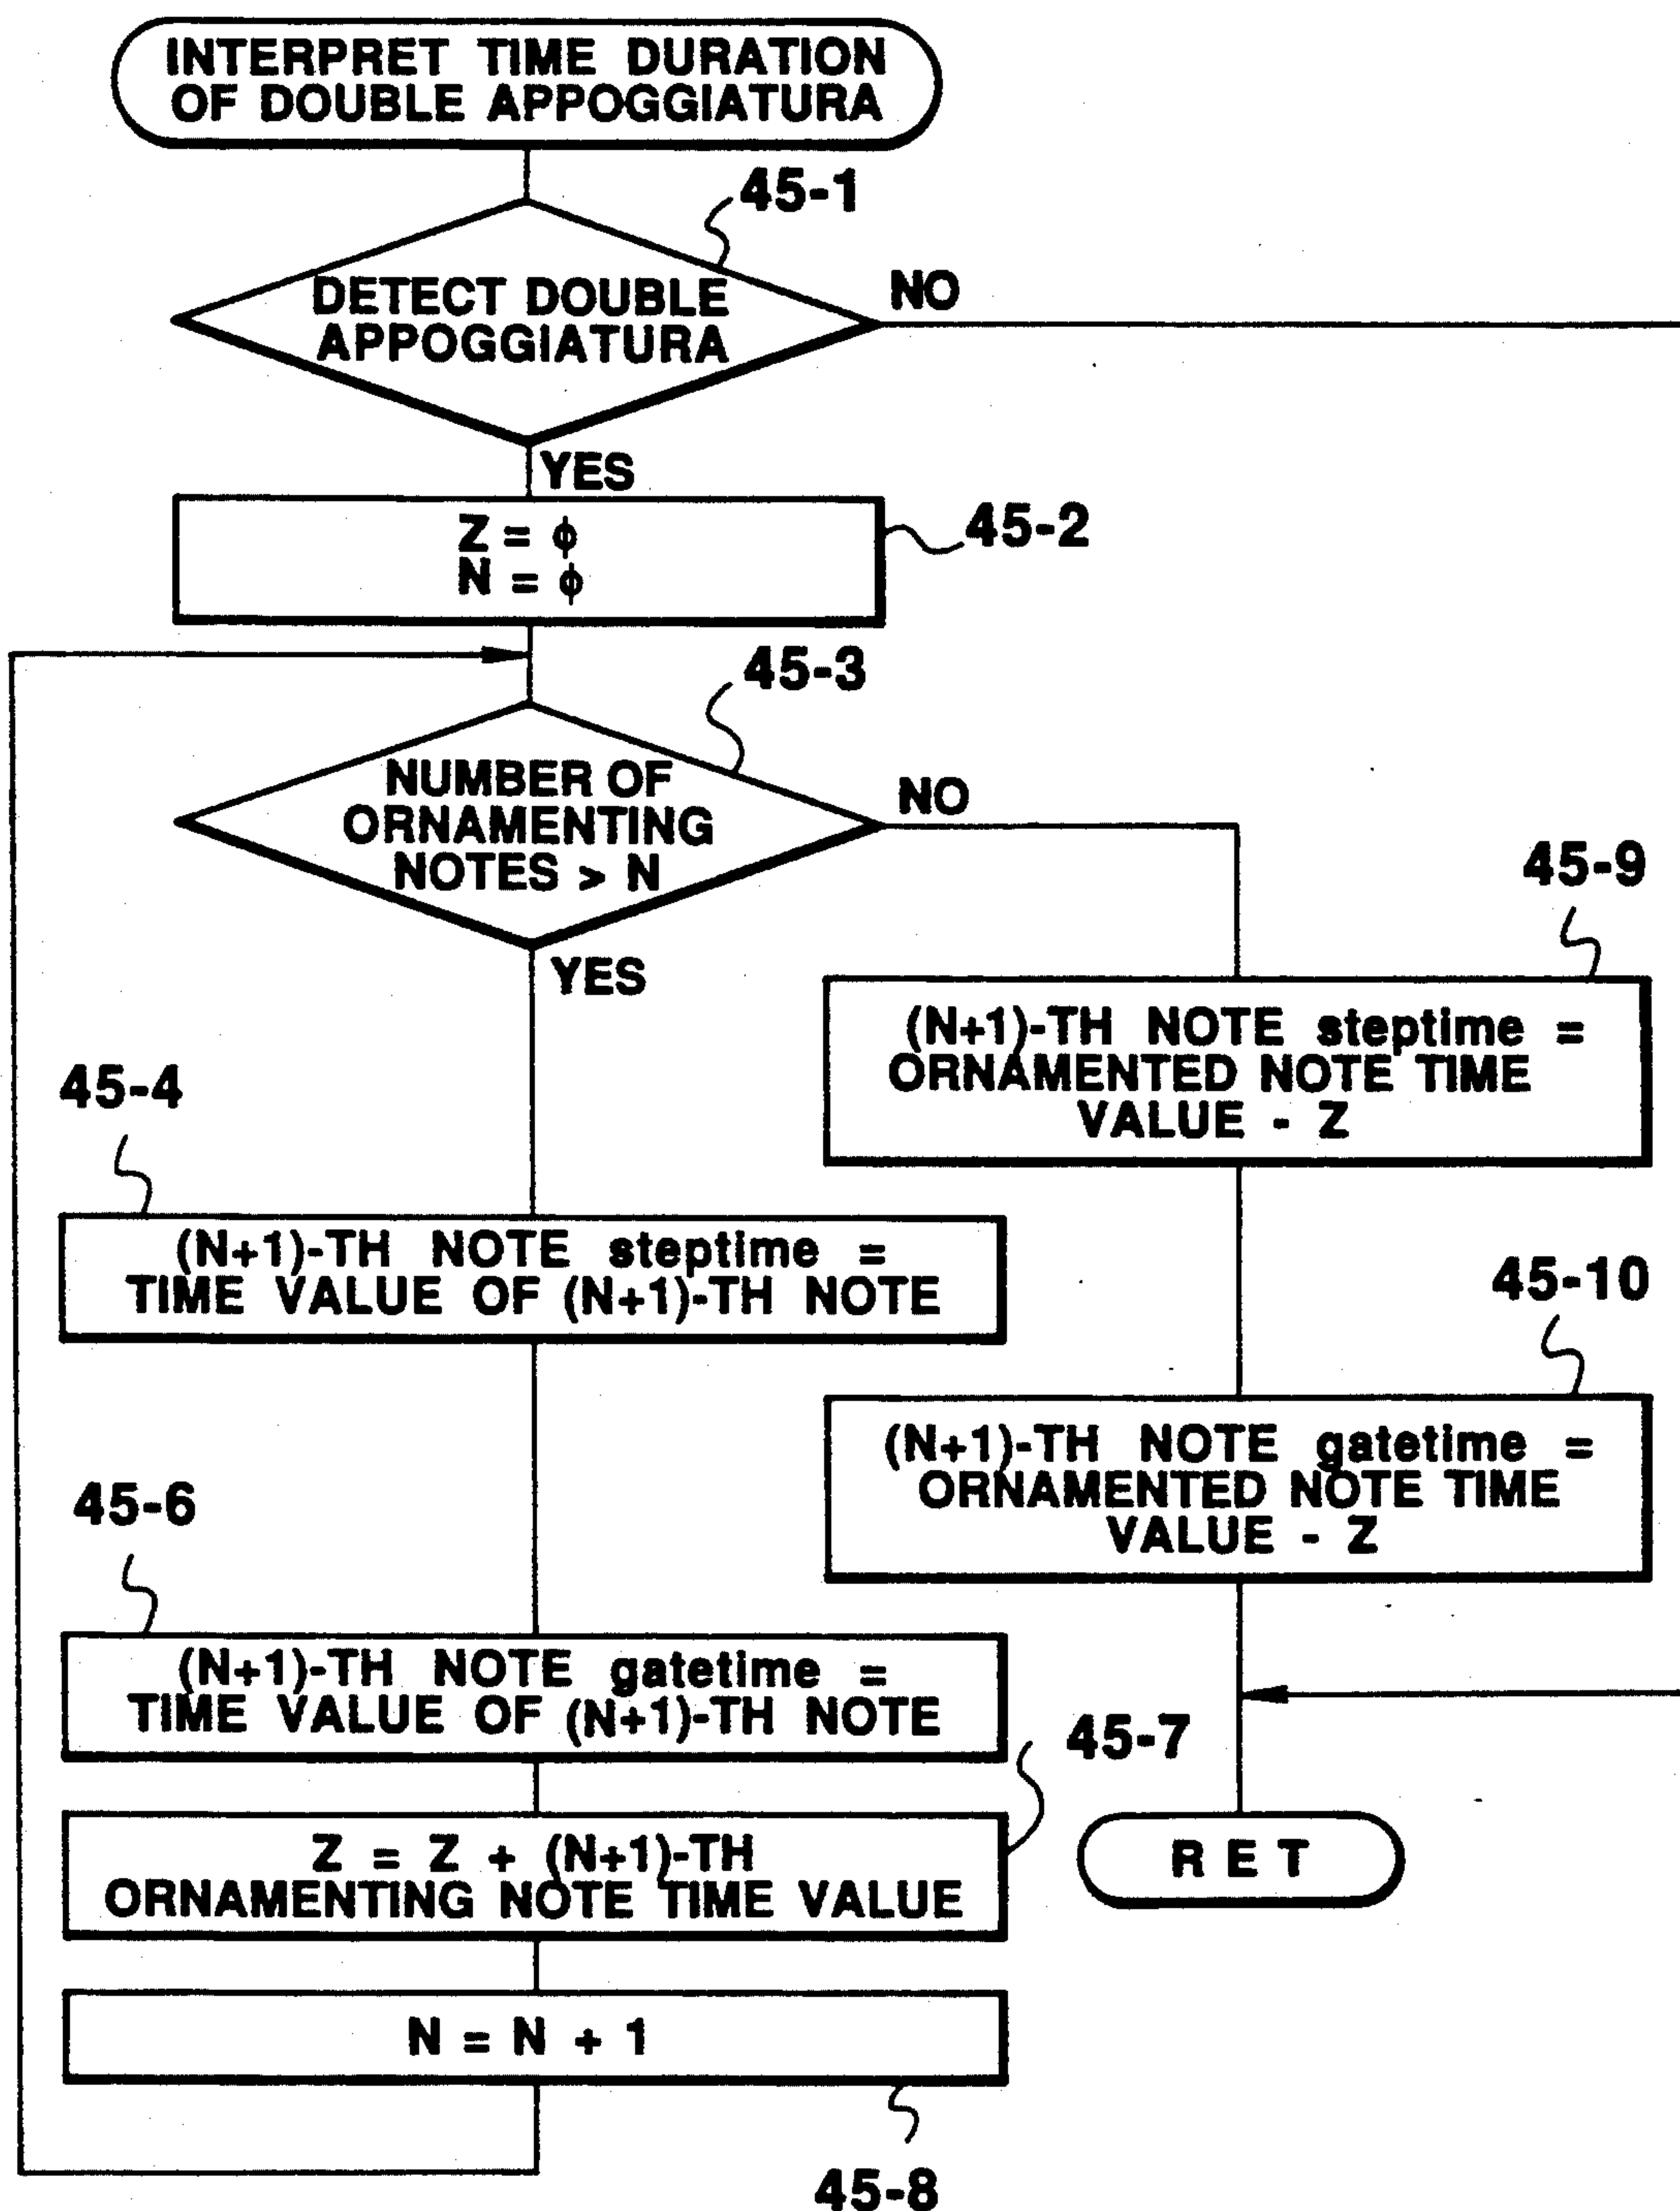 INTERPRET TIME DURATION
OF DOUBLE APPOGGIATURA
45-1
DETECT DOUBLE
APPOGGIATURA
NO
YES
Z = ϕ
N = ϕ
45-2
45-3
NUMBER OF
ORNAMENTING
NOTES > N
NO
YES
45-9
(N+1)-TH NOTE steptime =
ORNAMENTED NOTE TIME
VALUE - Z
45-4
(N+1)-TH NOTE steptime =
TIME VALUE OF (N+1)-TH NOTE
45-10
(N+1)-TH NOTE gatetime =
ORNAMENTED NOTE TIME
VALUE - Z
45-6
(N+1)-TH NOTE gatetime =
TIME VALUE OF (N+1)-TH NOTE
45-7
Z = Z + (N+1)-TH
ORNAMENTING NOTE TIME VALUE
RET
N = N + 1
45-8